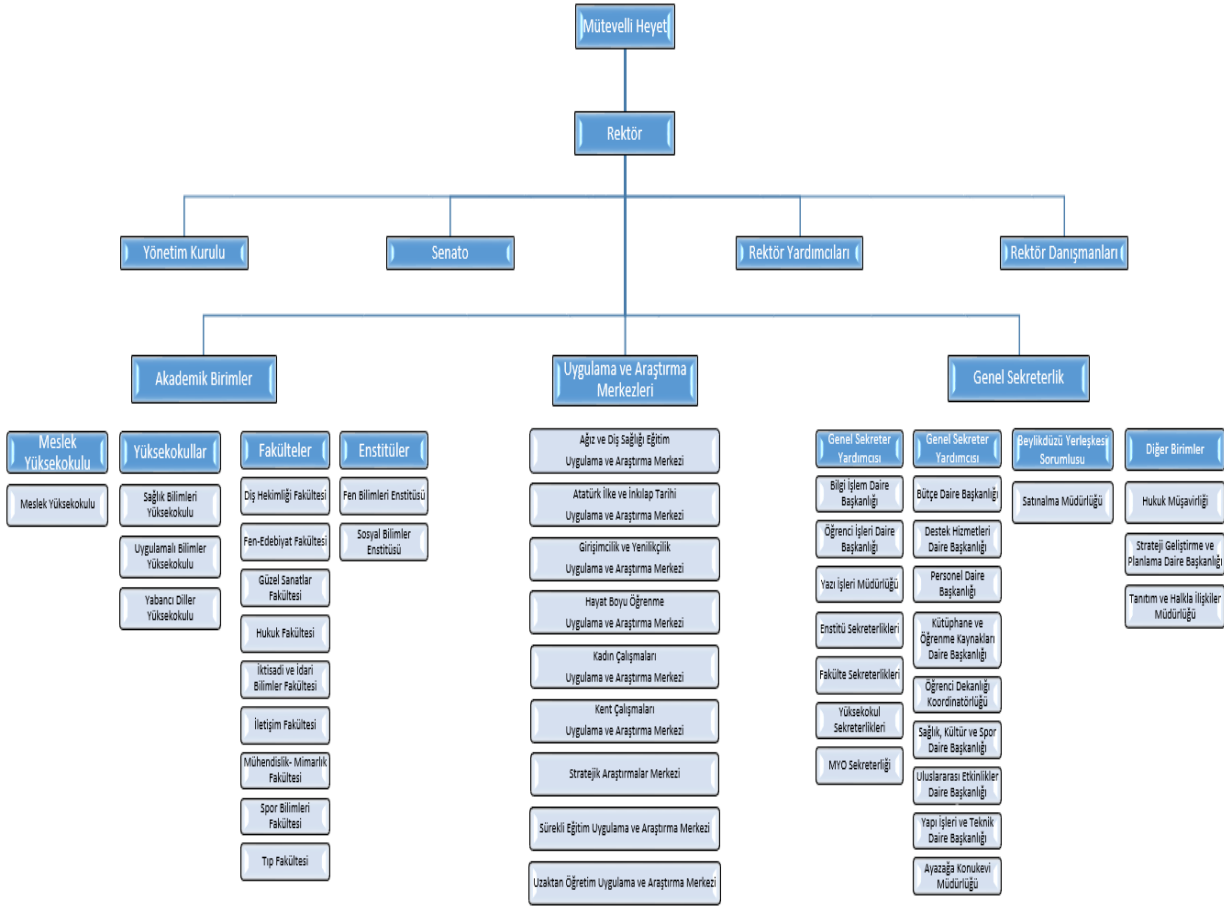 Mütevelli Heyet
Rektör
Yönetim Kurulu
Senato
Rektör Yardımcıları
Rektör Danışmanları
Akademik Birimler
Uygulama ve Araştırma
Merkezleri
Genel Sekreterlik
Meslek
Yüksekokulu
Meslek Yüksekokulu
Yüksekokullar
Sağlık Bilimleri
Yüksekokulu
Uygulamalı Bilimler
Yüksekokulu
Yabancı Diller
Yüksekokulu
Fakülteler
Diş Hekimliği Fakültesi
Fen-Edebiyat Fakültesi
Güzel Sanatlar
Fakültesi
Hukuk Fakültesi
İktisadi ve İdari
Bilimler Fakültesi
İletişim Fakültesi
Mühendislik- Mimarlık
Fakültesi
Spor Bilimleri
Fakültesi
Tıp Fakültesi
Enstitüler
Fen Bilimleri Enstitüsü
Sosyal Bilimler
Enstitüsü
Ağız ve Diş Sağlığı Eğitim
Uygulama ve Araştırma Merkezi
Atatürk İlke ve İnkılap Tarihi
Uygulama ve Araştırma Merkezi
Girişimcilik ve Yenilikçilik
Uygulama ve Araştırma Merkezi
Hayat Boyu Öğrenme
Uygulama ve Araştırma Merkezi
Kadın Çalışmaları
Uygulama ve Araştırma Merkezi
Kent Çalışmaları
Uygulama ve Araştırma Merkezi
Stratejik Araştırmalar Merkezi
Sürekli Eğitim Uygulama ve Araştırma Merkezi
Uzaktan Öğretim Uygulama ve Araştırma Merkezi
Genel Sekreter
Yardımcısı
Bilgi İşlem Daire
Başkanlığı
Öğrenci İşleri Daire
Başkanlığı
Yazı İşleri Müdürlüğü
Enstitü Sekreterlikleri
Fakülte Sekreterlikleri
Yüksekokul
Sekreterlikleri
MYO Sekreterliği
Genel Sekreter
Yardımcısı
Bütçe Daire Başkanlığı
Destek Hizmetleri
Daire Başkanlığı
Personel Daire
Başkanlığı
Kütüphane ve
Öğrenme Kaynakları
Daire Başkanlığı
Öğrenci Dekanlığı
Koordinatörlüğü
Sağlık, Kültür ve Spor
Daire Başkanlığı
Uluslararası Etkinlikler
Daire Başkanlığı
Yapı İşleri ve Teknik
Daire Başkanlığı
Ayazağa Konukevi
Müdürlüğü
Beylikdüzü Yerleşkesi
Sorumlusu
Satınalma Müdürlüğü
Diğer Birimler
Hukuk Müşavirliği
Strateji Geliştirme ve
Planlama Daire Başkanlığı
Tanıtım ve Halkla İlişkiler
Müdürlüğü